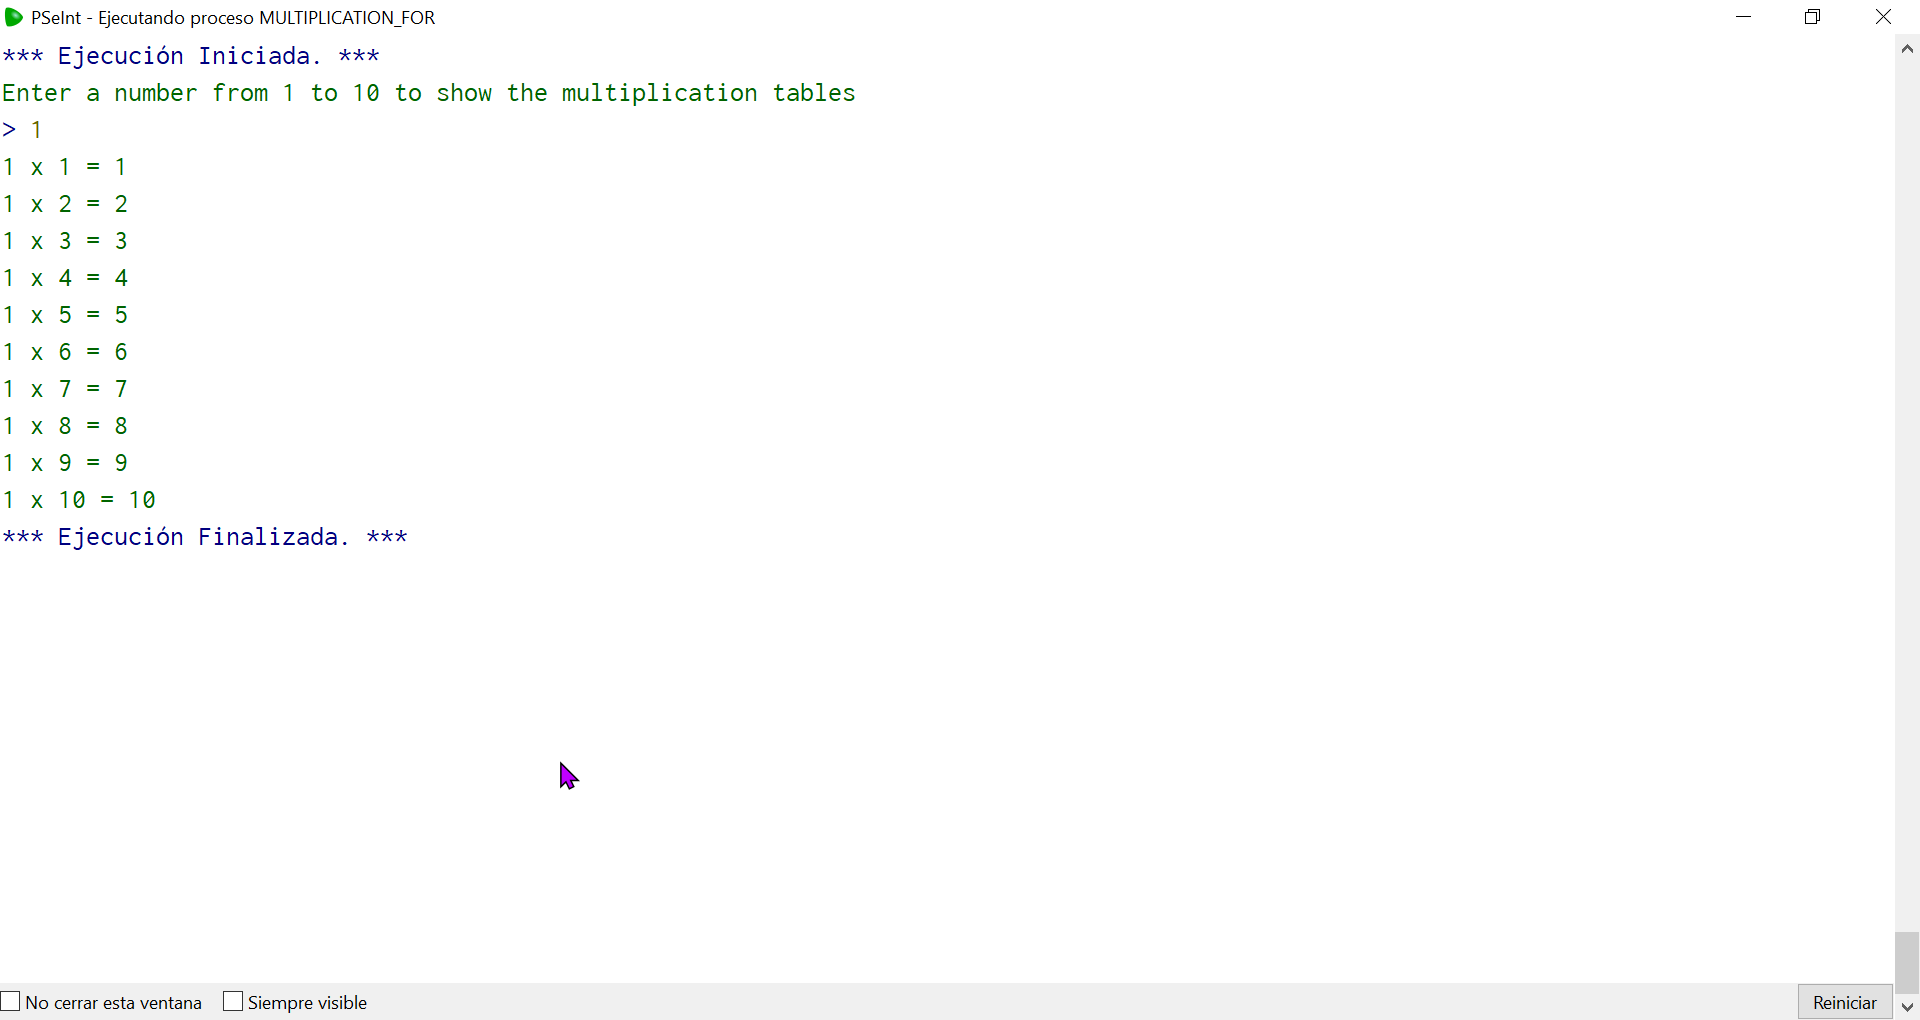 PSeInt - Ejecutando proceso MULTIPLICATION_FOR
*** Ejecución Iniciada. ***
Enter a number from 1 to 10 to show the multiplication tables
> 1
1 x 1 = 1
1 x 2 = 2
1 x 3 = 3
1 x 4 = 4
1 x 5 = 5
1 x 6 = 6
1 x 7 = 7
1 x 8 = 8
1 x 9 = 9
1 x 10 = 10
*** Ejecución Finalizada. ***
No cerrar esta ventana Siempre visible Reiniciar